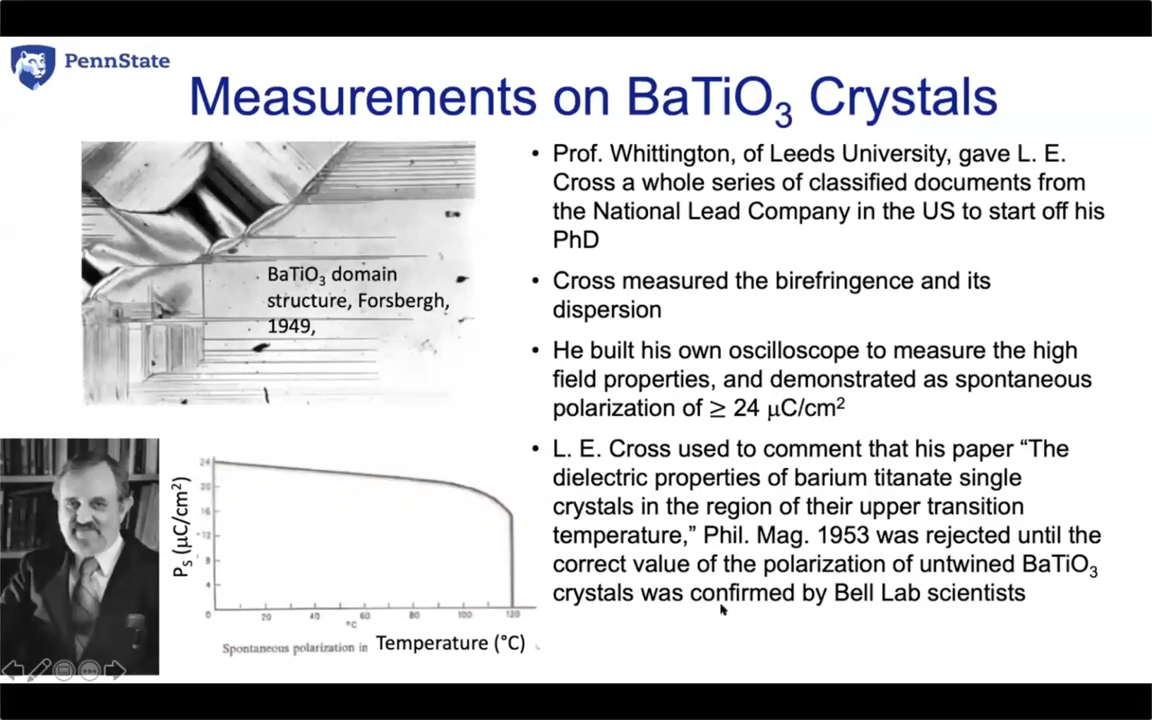 PennState
Measurements on BaTiO₃ Crystals
BaTiO₃ domain
structure, Forsbergh,
1949,
24
20
16
12
8
4
0
20
40
60
80
100
120
°C
Pₛ (μC/cm²)
Spontaneous polarization in
Temperature (°C)
• Prof. Whittington, of Leeds University, gave L. E.
Cross a whole series of classified documents from
the National Lead Company in the US to start off his
PhD
• Cross measured the birefringence and its
dispersion
• He built his own oscilloscope to measure the high
field properties, and demonstrated as spontaneous
polarization of ≥ 24 μC/cm²
• L. E. Cross used to comment that his paper “The
dielectric properties of barium titanate single
crystals in the region of their upper transition
temperature,” Phil. Mag. 1953 was rejected until the
correct value of the polarization of untwined BaTiO₃
crystals was confirmed by Bell Lab scientists